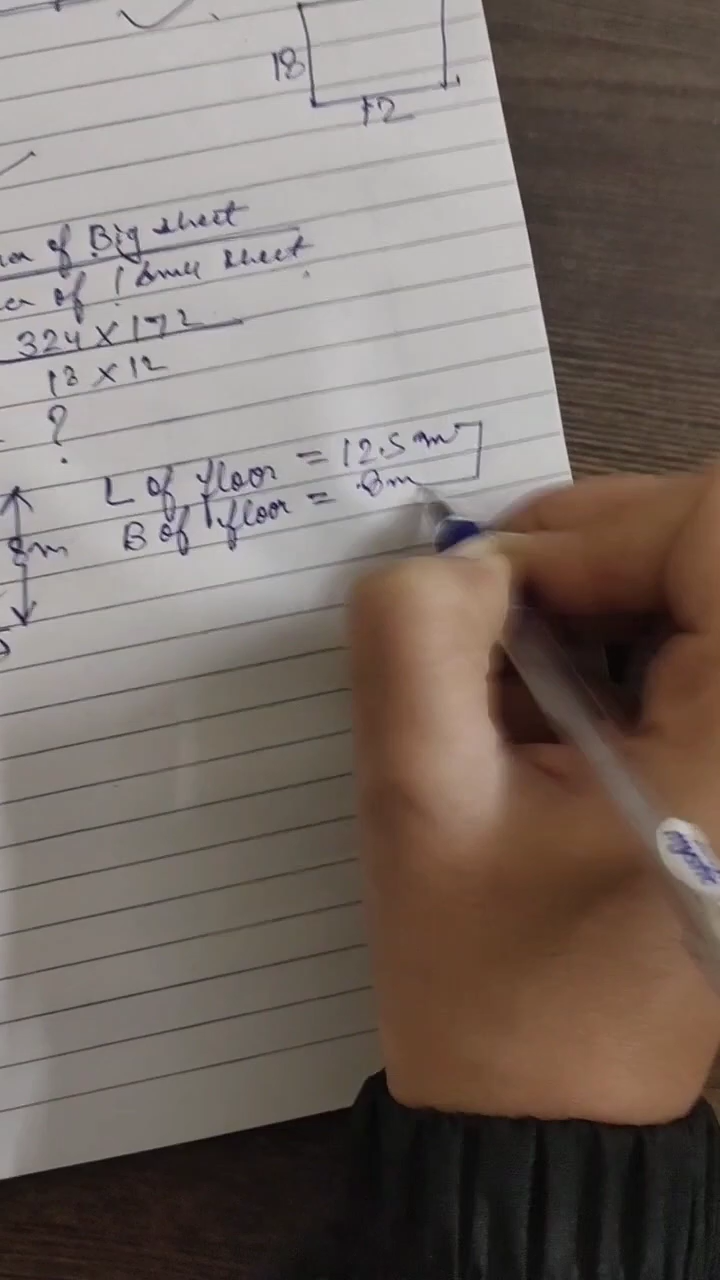 18
12
of Big sheet
of 1 small sheet
324 × 172
18 × 12
?
L of floor = 12.5 m
8m
B of floor = 8m